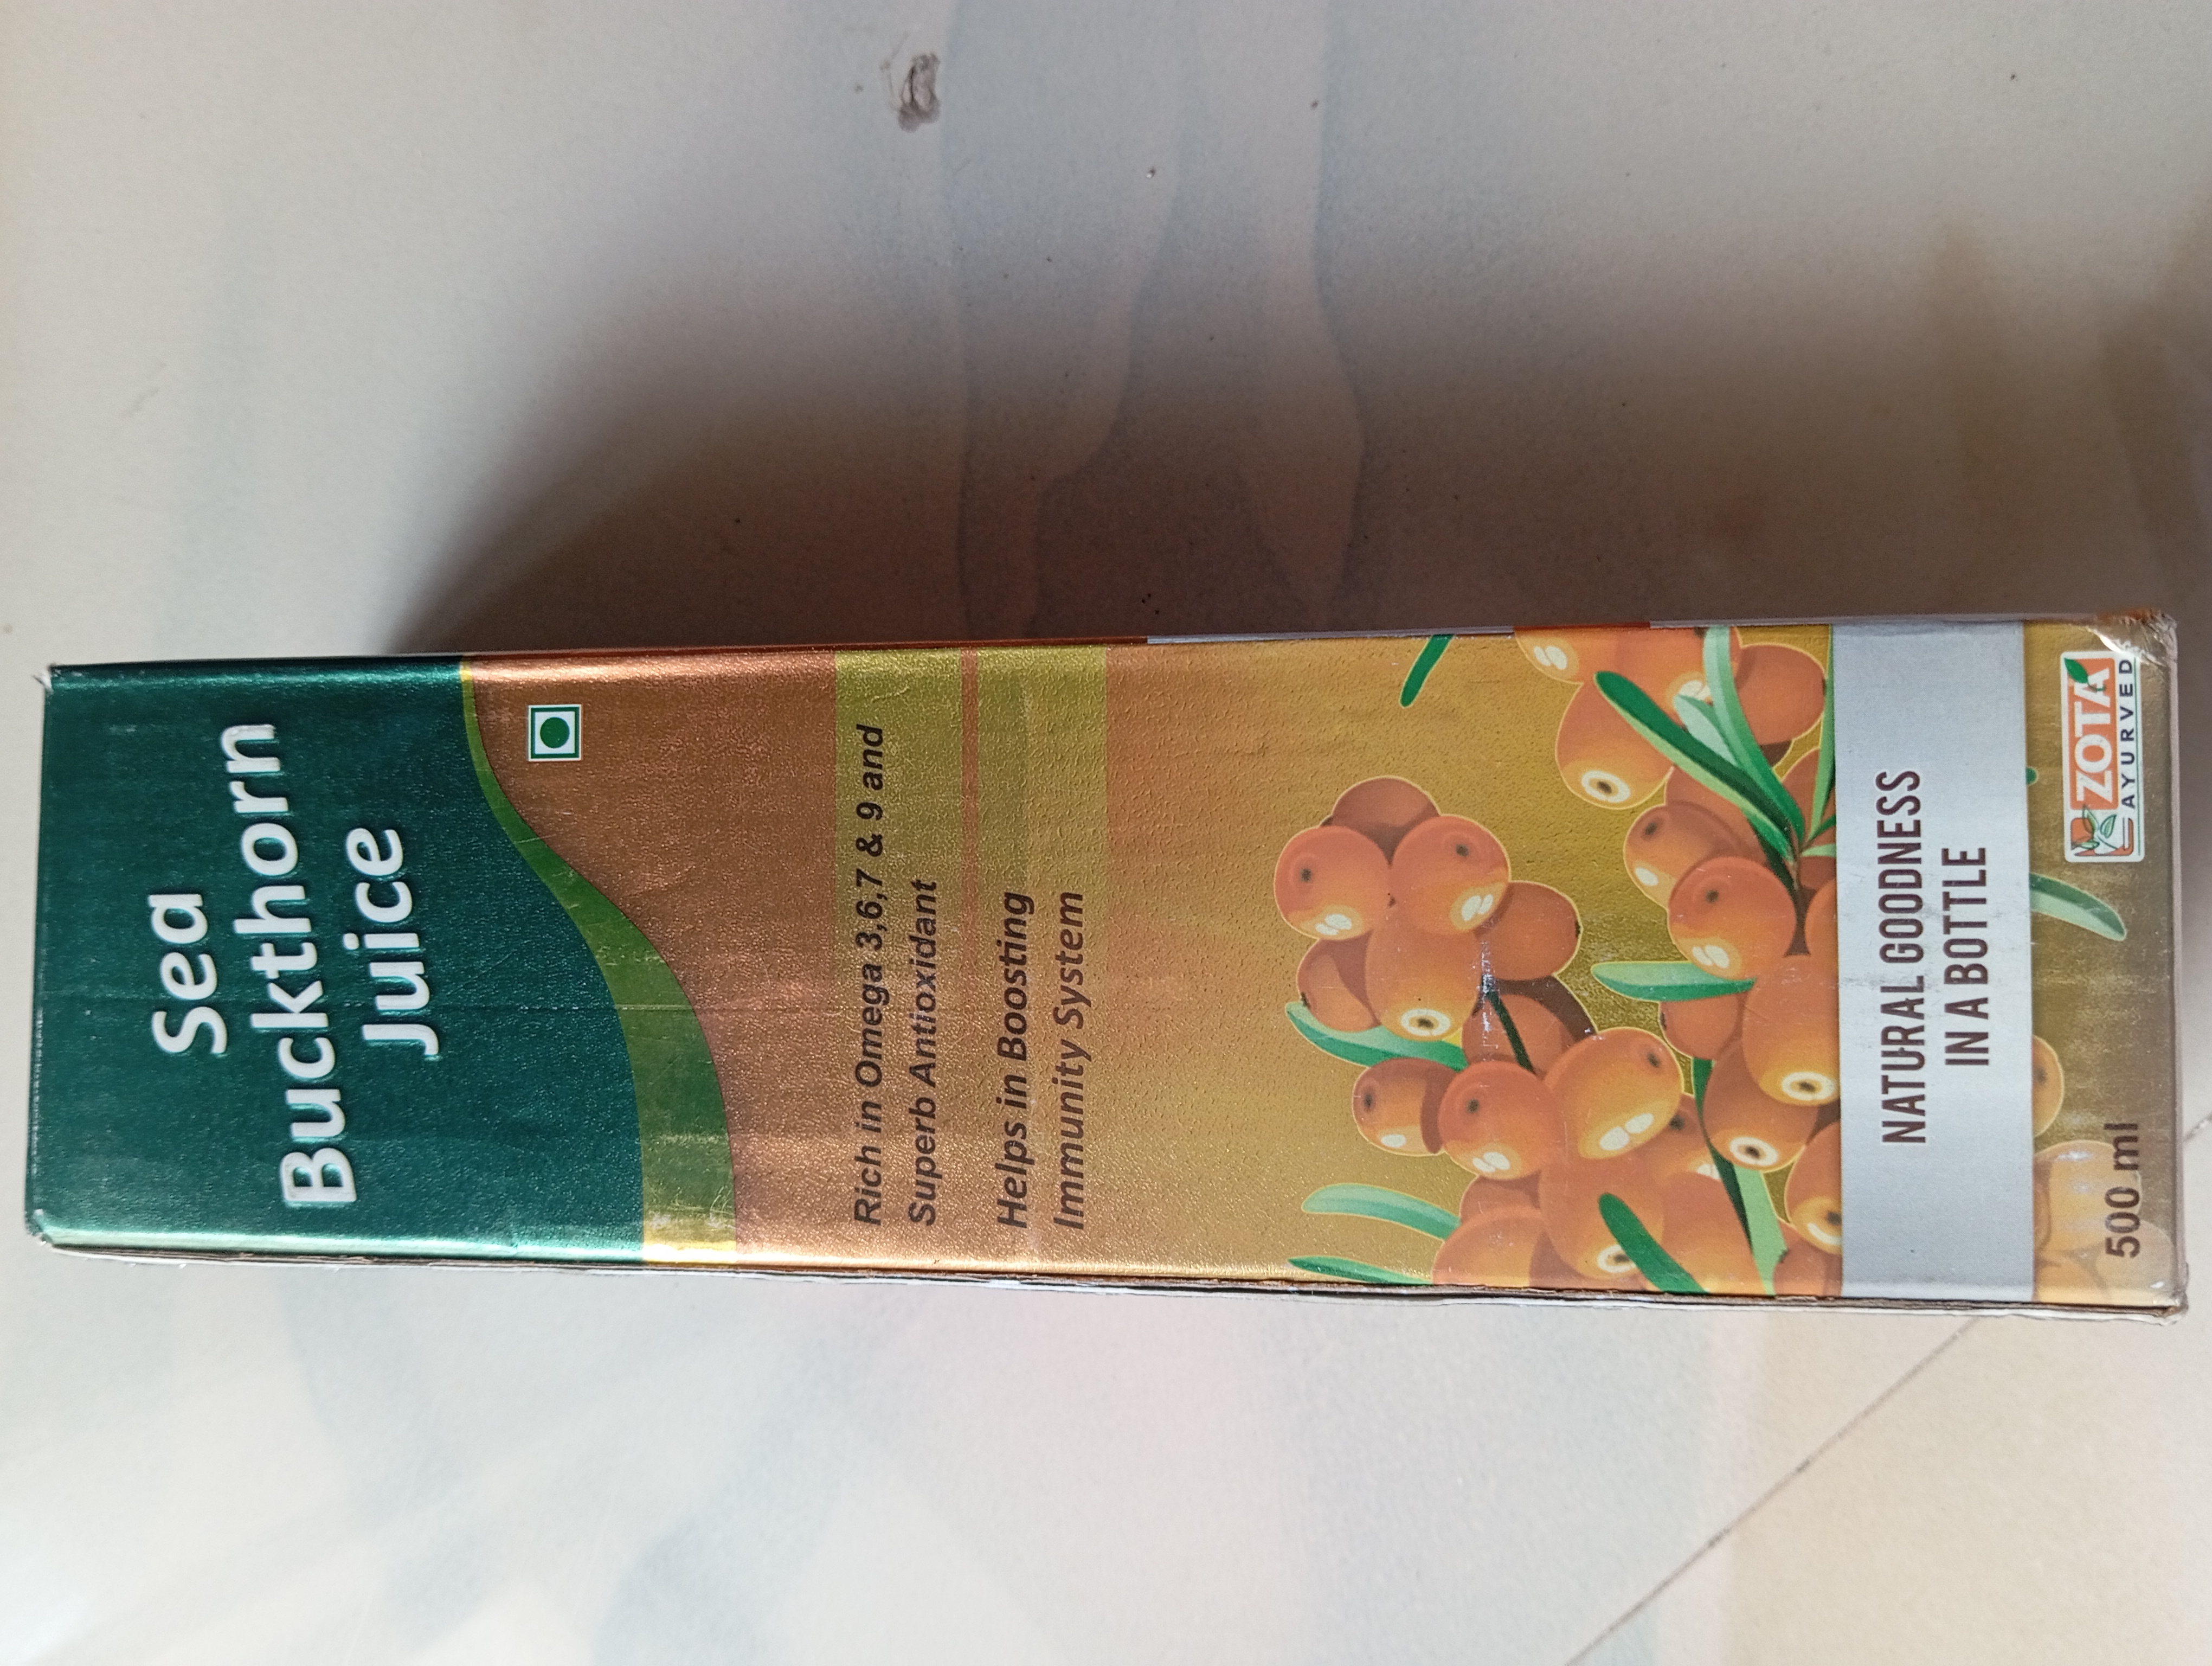 Sea
Buckthorn
Juice
Rich in Omega 3,6,7 & 9 and
Superb Antioxidant
Helps in Boosting
Immunity System
NATURAL GOODNESS
IN A BOTTLE
500 ml
ZOTA
AYURVED